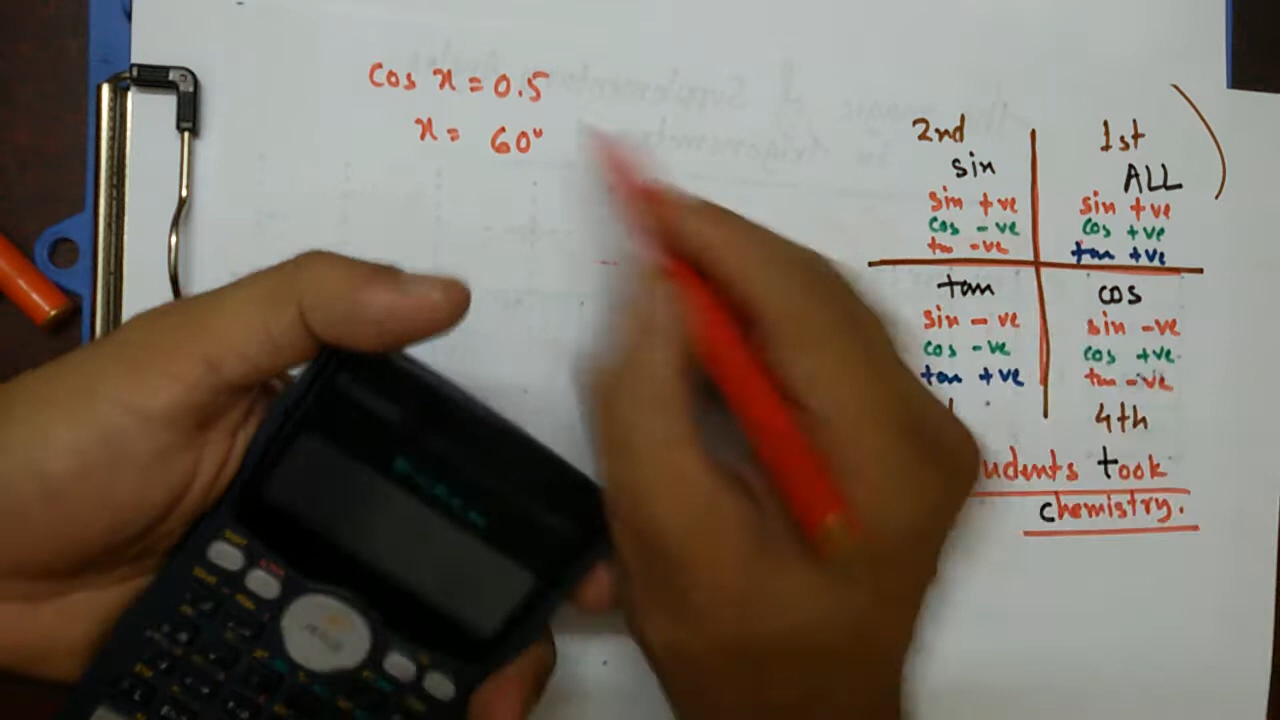 cos x = 0.5
x = 60°
2nd
1st
sin
ALL
sin +ve
sin +ve
cos -ve
cos +ve
tan -ve
tan +ve
tan
cos
sin -ve
sin -ve
cos -ve
cos +ve
tan +ve
tan -ve
4th
took
chemistry.